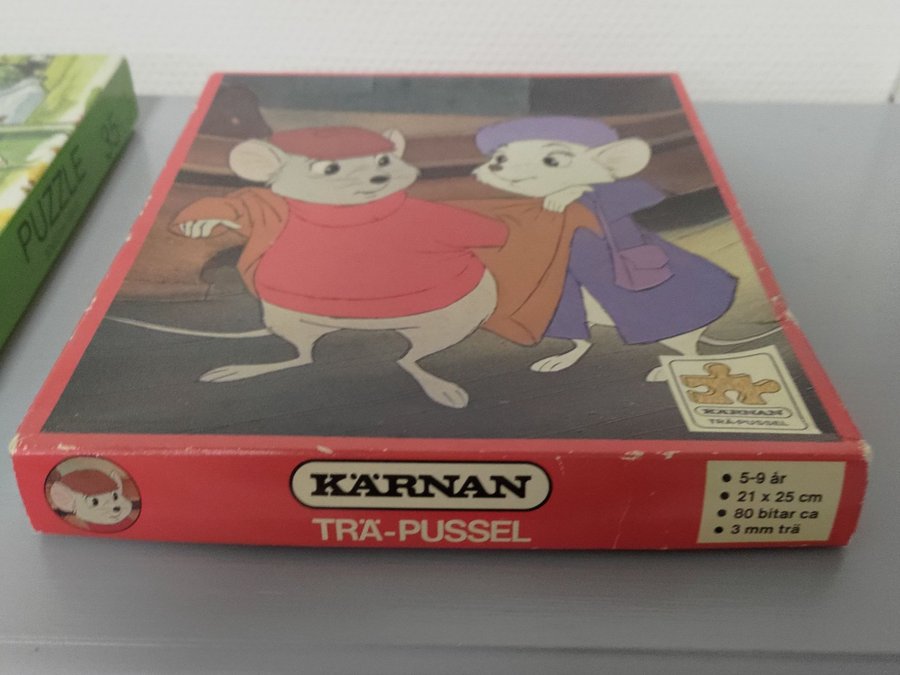 PUZZLE 35
KÄRNAN
TRÄ-PUSSEL
KÄRNAN
TRÄ-PUSSEL
• 5-9 år
• 21 x 25 cm
• 80 bitar ca
• 3 mm trä